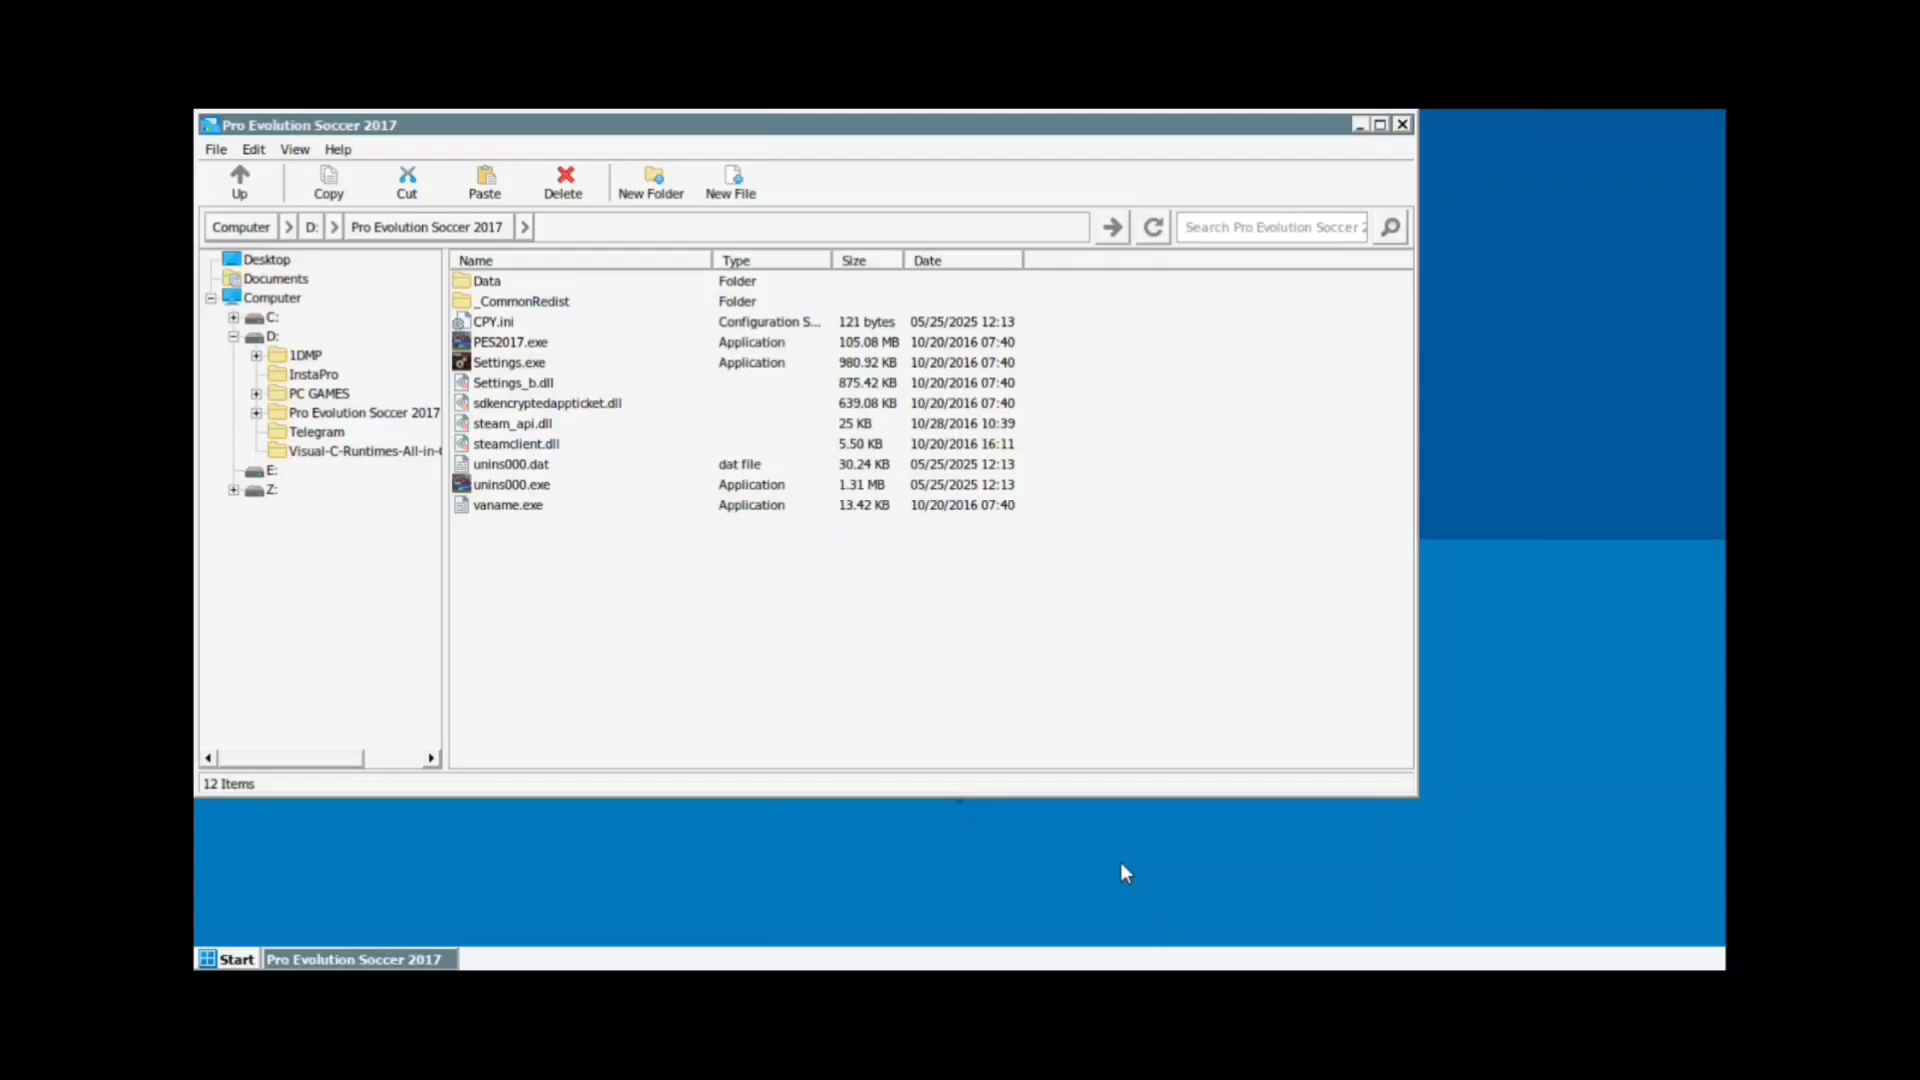 Pro Evolution Soccer 2017
File Edit View Help
Up Copy Cut Paste Delete New Folder New File
Computer D: Pro Evolution Soccer 2017 Search Pro Evolution Soccer 2
Desktop
Documents
Computer
C:
D:
1DMP
InstaPro
PC GAMES
Pro Evolution Soccer 2017
Telegram
Visual-C-Runtimes-All-in-
E:
Z:
Name Type Size Date
Data Folder
_CommonRedist Folder
CPY.ini Configuration S... 121 bytes 05/25/2025 12:13
PES2017.exe Application 105.08 MB 10/20/2016 07:40
Settings.exe Application 980.92 KB 10/20/2016 07:40
Settings_b.dll 875.42 KB 10/20/2016 07:40
sdkencryptedappticket.dll 639.08 KB 10/20/2016 07:40
steam_api.dll 25 KB 10/28/2016 10:39
steamclient.dll 5.50 KB 10/20/2016 16:11
unins000.dat dat file 30.24 KB 05/25/2025 12:13
unins000.exe Application 1.31 MB 05/25/2025 12:13
vaname.exe Application 13.42 KB 10/20/2016 07:40
12 Items
Start Pro Evolution Soccer 2017